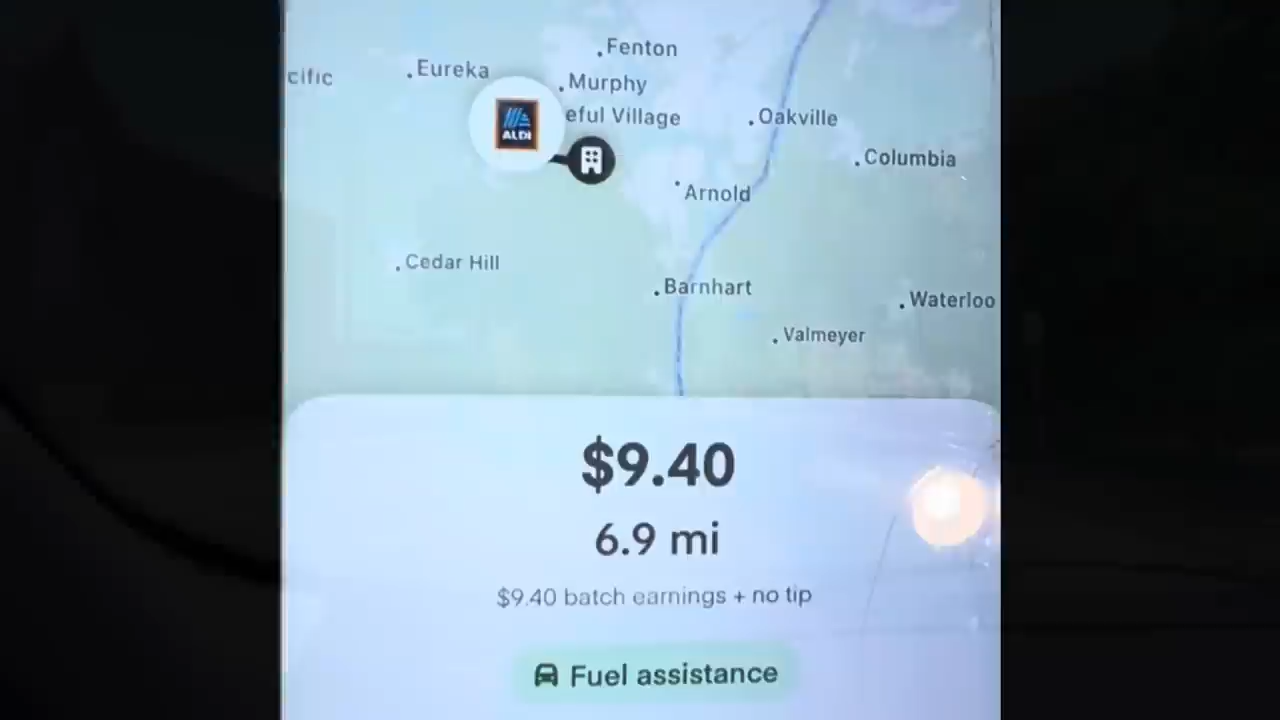 Fenton
Eureka
cific
Murphy
eful Village
ALDI
Oakville
Columbia
Arnold
Cedar Hill
Barnhart
Waterloo
Valmeyer
$9.40
6.9 mi
$9.40 batch earnings + no tip
Fuel assistance